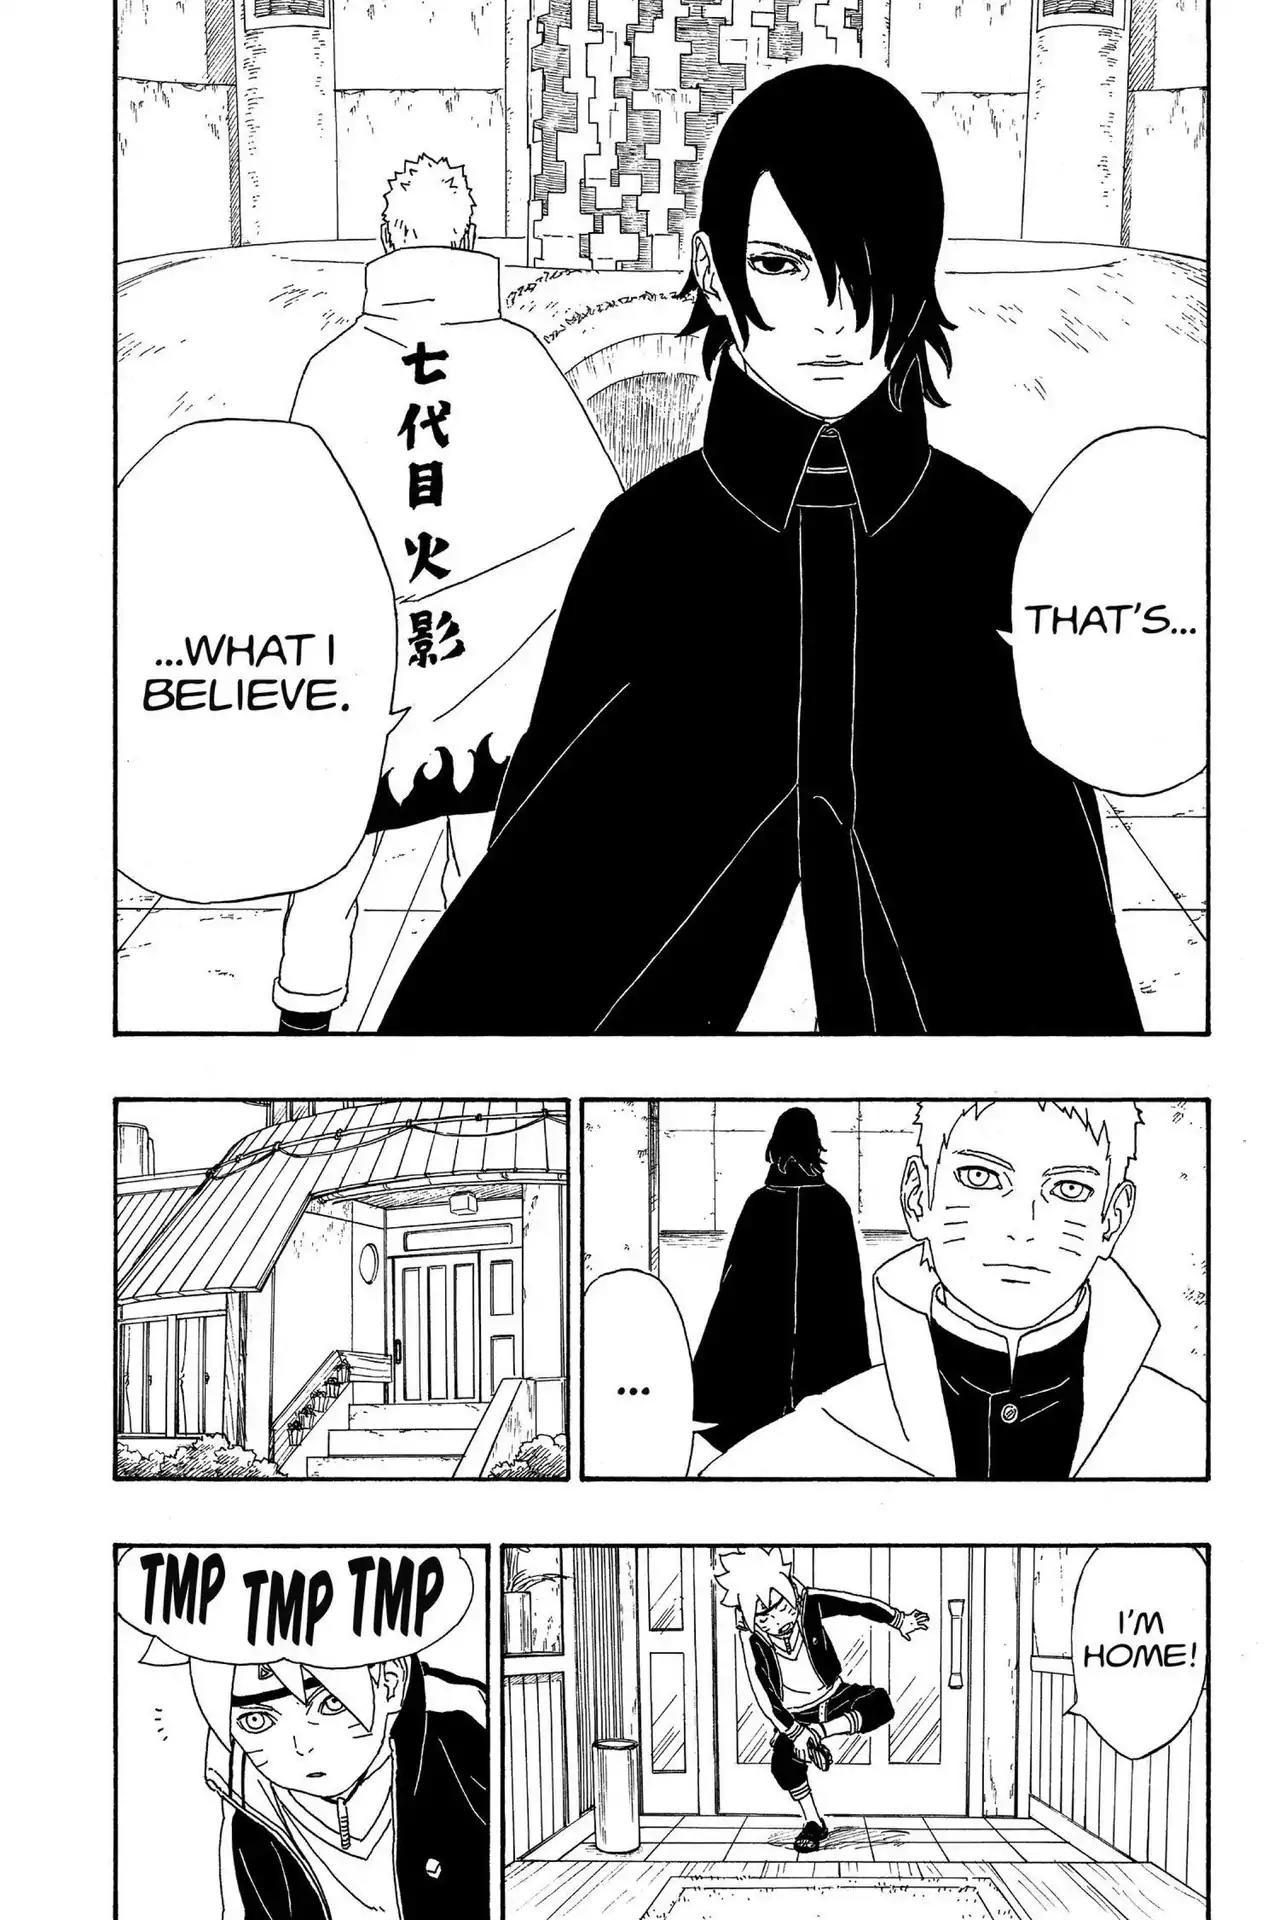 THAT'S...
七代目火影
...WHAT I
BELIEVE.
...
I'M
HOME!
TMP
TMP
TMP